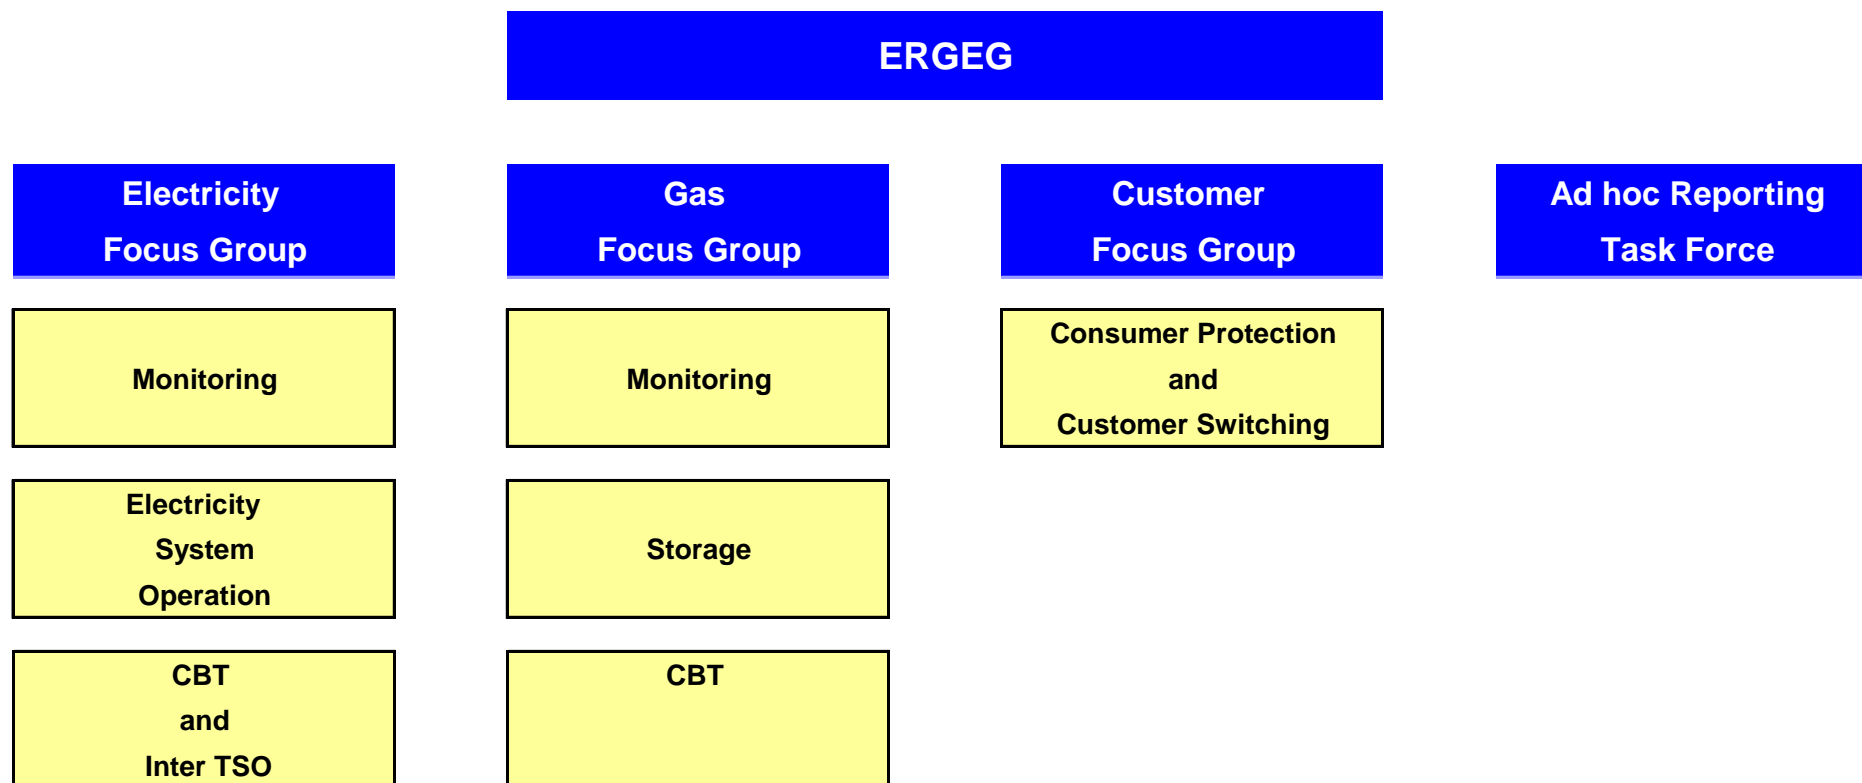 ERGEG
Electricity
Focus Group
Gas
Focus Group
Customer
Focus Group
Ad hoc Reporting
Task Force
Monitoring
Monitoring
Consumer Protection
and
Customer Switching
Electricity
System
Operation
Storage
CBT
and
Inter TSO
CBT